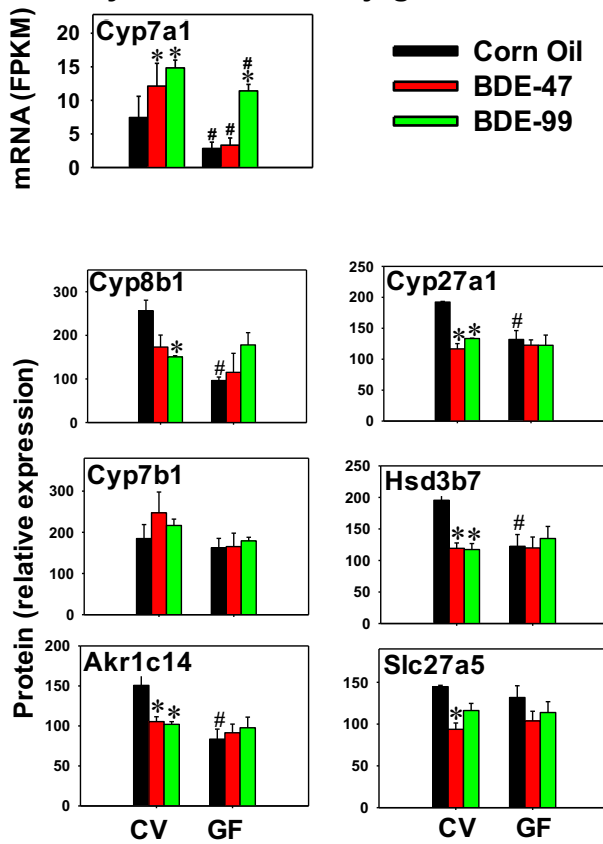 Cyp7a1
mRNA (FPKM)
20
15
10
5
0
* * # # # *
Corn Oil
BDE-47
BDE-99
Protein (relative expression)
Cyp8b1
300
200
100
0
* #
Cyp27a1
250
200
150
100
50
0
* * #
Cyp7b1
300
200
100
0
Hsd3b7
200
150
100
50
0
* * #
Akr1c14
150
100
50
0
* * #
CV GF
Slc27a5
150
100
50
0
*
CV GF